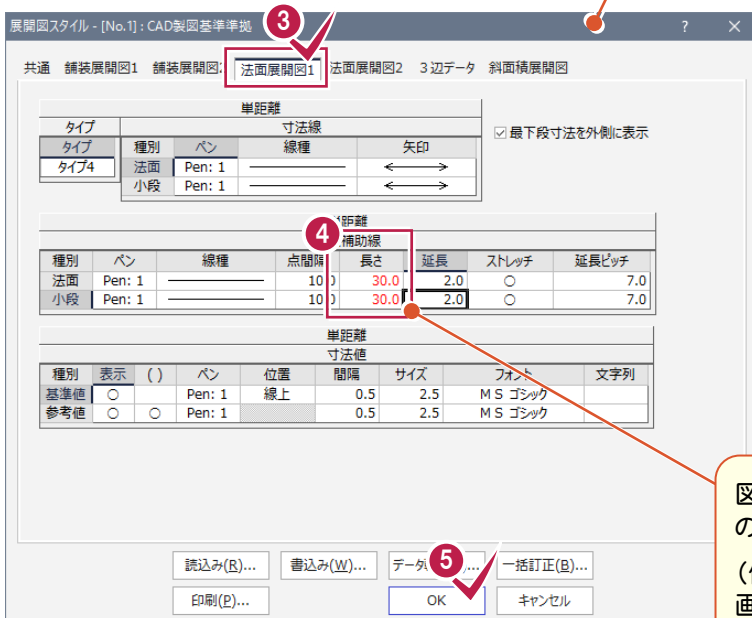 展開図スタイル - [No.1] : CAD製図基準準拠 3 ? ×
共通 舗装展開図1 舗装展開図 法面展開図1 法面展開図2 3辺データ 斜面積展開図
単距離
タイプ 寸法線
タイプ 種別 ペン 線種 矢印
タイプ4 法面 Pen: 1
小段 Pen: 1
最下段寸法を外側に表示
4 距離
補助線
種別 ペン 線種 点間隔 長さ 延長 ストレッチ 延長ピッチ
法面 Pen: 1 10.0 30.0 2.0 ○ 7.0
小段 Pen: 1 10.0 30.0 2.0 ○ 7.0
単距離
寸法値
種別 表示 ( ) ペン 位置 間隔 サイズ フォント 文字列
基準値 ○ Pen: 1 線上 0.5 2.5 MS ゴシック
参考値 ○ ○ Pen: 1 0.5 2.5 MS ゴシック
図
の
画
読込み(R)... 書込み(W)... 5 ... 一括訂正(B)...
印刷(P)... OK キャンセル